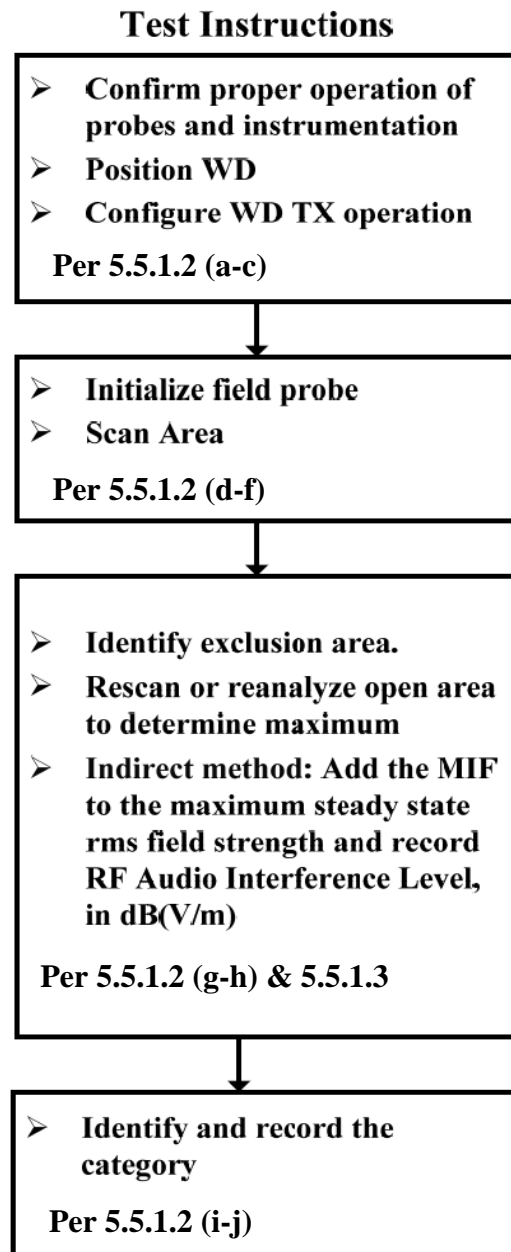 Test Instructions
➢ Confirm proper operation of
probes and instrumentation
➢ Position WD
➢ Configure WD TX operation
Per 5.5.1.2 (a-c)
➢ Initialize field probe
➢ Scan Area
Per 5.5.1.2 (d-f)
➢ Identify exclusion area.
➢ Rescan or reanalyze open area
to determine maximum
➢ Indirect method: Add the MIF
to the maximum steady state
rms field strength and record
RF Audio Interference Level,
in dB(V/m)
Per 5.5.1.2 (g-h) & 5.5.1.3
➢ Identify and record the
category
Per 5.5.1.2 (i-j)